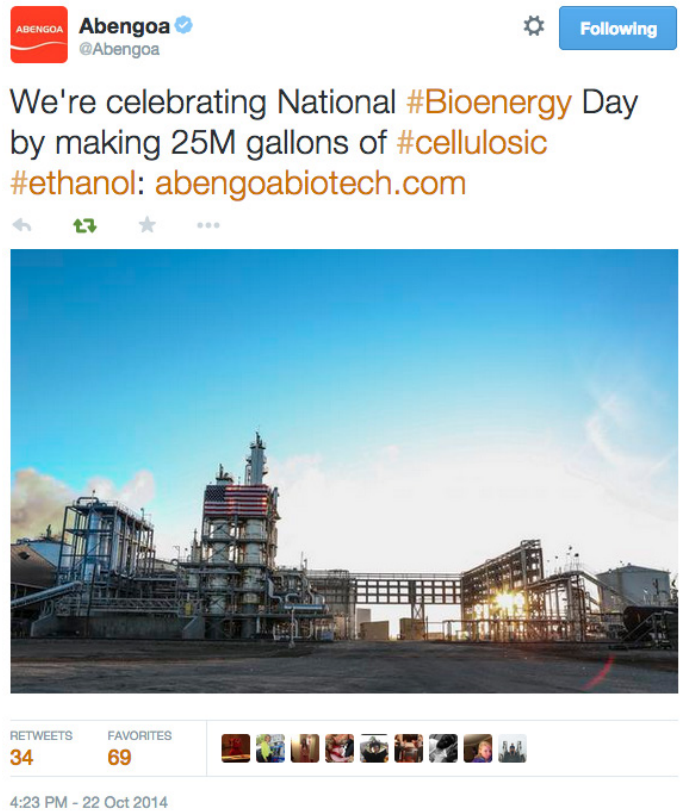 ABENGOA
Abengoa
@Abengoa
Following
We're celebrating National #Bioenergy Day
by making 25M gallons of #cellulosic
#ethanol: abengoabiotech.com
RETWEETS FAVORITES
34 69
4:23 PM - 22 Oct 2014